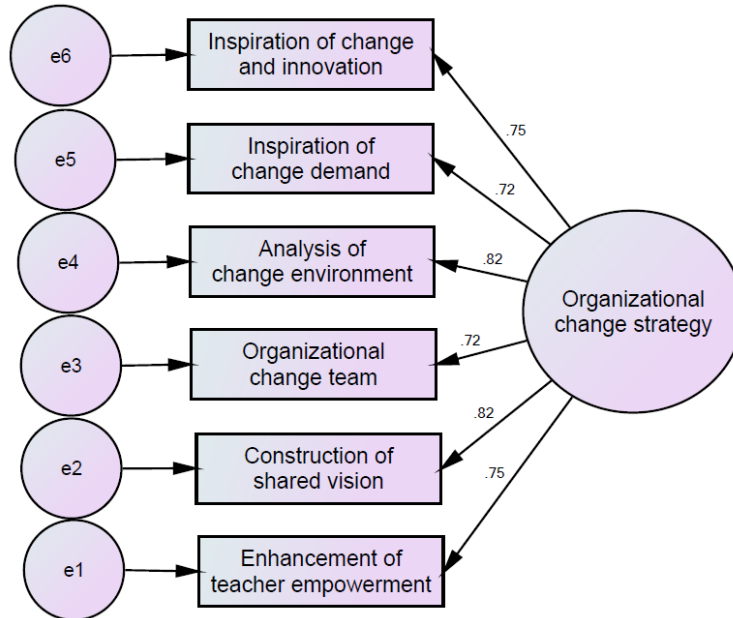 e6
Inspiration of change
and innovation
.75
e5
Inspiration of
change demand
.72
e4
Analysis of
change environment
.82
Organizational
change strategy
e3
Organizational
change team
.72
e2
Construction of
shared vision
.82
e1
Enhancement of
teacher empowerment
.75